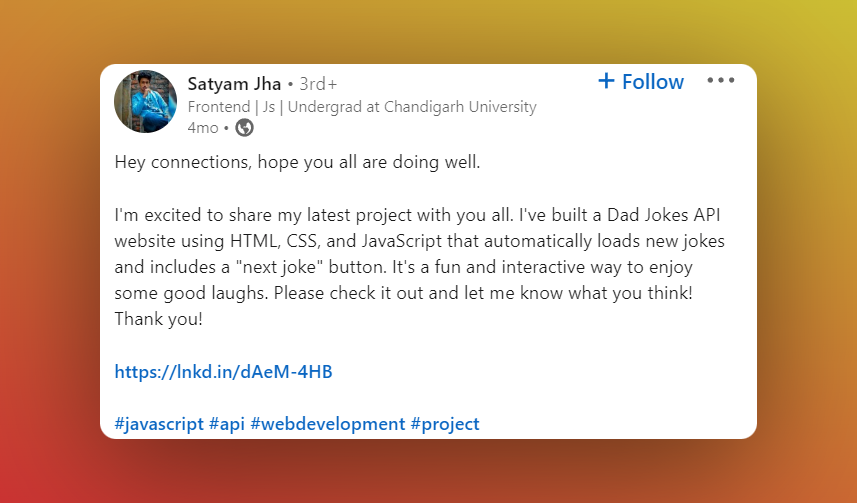 Satyam Jha • 3rd+
+ Follow
•••
Frontend | Js | Undergrad at Chandigarh University
4mo •
Hey connections, hope you all are doing well.
I'm excited to share my latest project with you all. I've built a Dad Jokes API
website using HTML, CSS, and JavaScript that automatically loads new jokes
and includes a "next joke" button. It's a fun and interactive way to enjoy
some good laughs. Please check it out and let me know what you think!
Thank you!
https://lnkd.in/dAeM-4HB
#javascript #api #webdevelopment #project